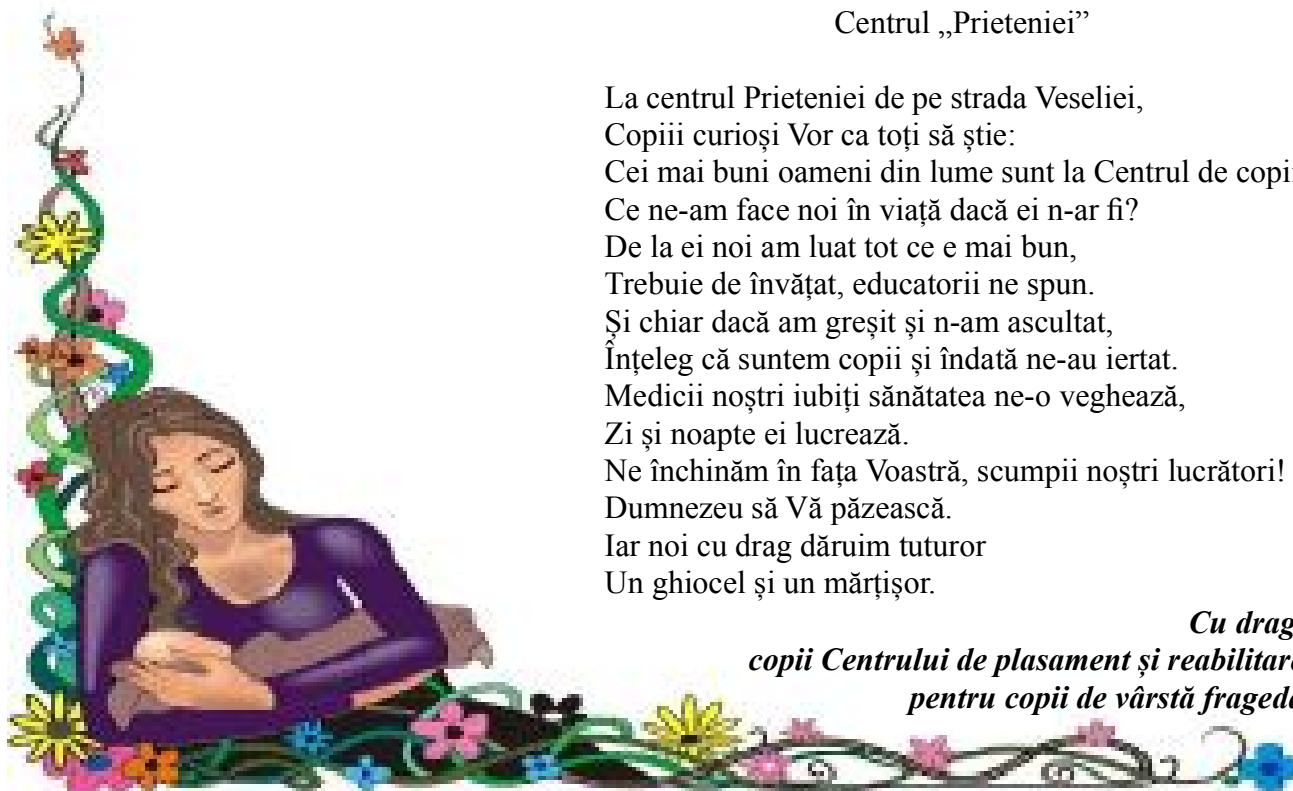 Centrul „Prieteniei”
La centrul Prieteniei de pe strada Veseliei,
Copiii curioși Vor ca toți să știe:
Cei mai buni oameni din lume sunt la Centrul de copii
Ce ne-am face noi în viață dacă ei n-ar fi?
De la ei noi am luat tot ce e mai bun,
Trebuie de învățat, educatorii ne spun.
Și chiar dacă am greșit și n-am ascultat,
Înțeleg că suntem copii și îndată ne-au iertat.
Medicii noștri iubiți sănătatea ne-o veghează,
Zi și noapte ei lucrează.
Ne închinăm în fața Voastră, scumpii noștri lucrători!
Dumnezeu să Vă păzească.
Iar noi cu drag dăruim tuturor
Un ghiocel și un mărțișor.
Cu drag
copii Centrului de plasament și reabilitare
pentru copii de vârstă fragedă